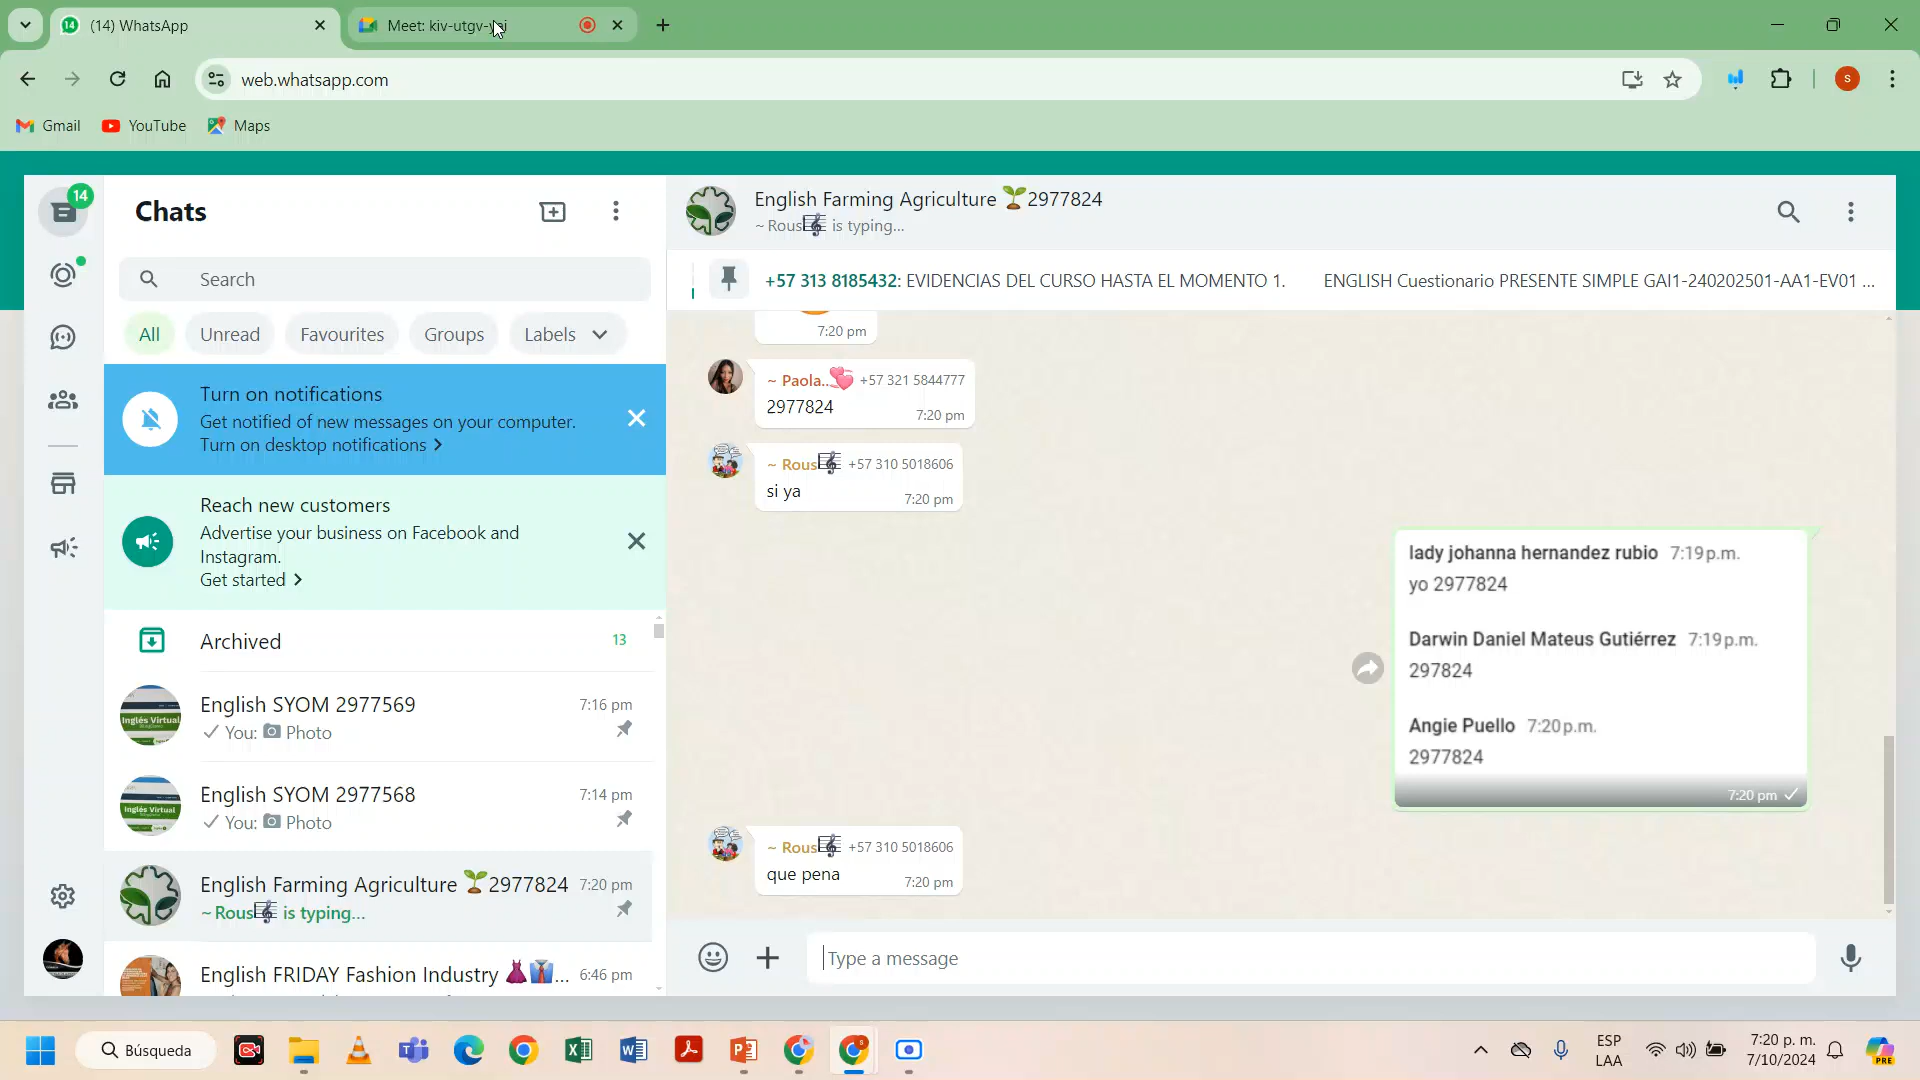 14
(14) WhatsApp
Meet: kiv-utgv-
web.whatsapp.com
S
Gmail
YouTube
Maps
14
Chats
Search
All
Unread
Favourites
Groups
Labels
Turn on notifications
Get notified of new messages on your computer.
Turn on desktop notifications
Reach new customers
Advertise your business on Facebook and
Instagram.
Get started
Archived
13
English SYOM 2977569
7:16 pm
You: Photo
English SYOM 2977568
7:14 pm
You: Photo
English Farming Agriculture 🌱2977824
7:20 pm
~ Rous🎼 is typing...
English FRIDAY Fashion Industry 👗👔...
6:46 pm
English Farming Agriculture 🌱2977824
~ Rous🎼 is typing...
+57 313 8185432: EVIDENCIAS DEL CURSO HASTA EL MOMENTO 1. ENGLISH Cuestionario PRESENTE SIMPLE GAI1-240202501-AA1-EV01 ...
7:20 pm
~ Paola..💞 +57 321 5844777
2977824
7:20 pm
~ Rous🎼 +57 310 5018606
si ya
7:20 pm
lady johanna hernandez rubio 7:19 p.m.
yo 2977824
Darwin Daniel Mateus Gutiérrez 7:19 p.m.
297824
Angie Puello 7:20 p.m.
2977824
7:20 pm
~ Rous🎼 +57 310 5018606
que pena
7:20 pm
Type a message
Búsqueda
ESP
LAA
7:20 p. m.
7/10/2024
PRE